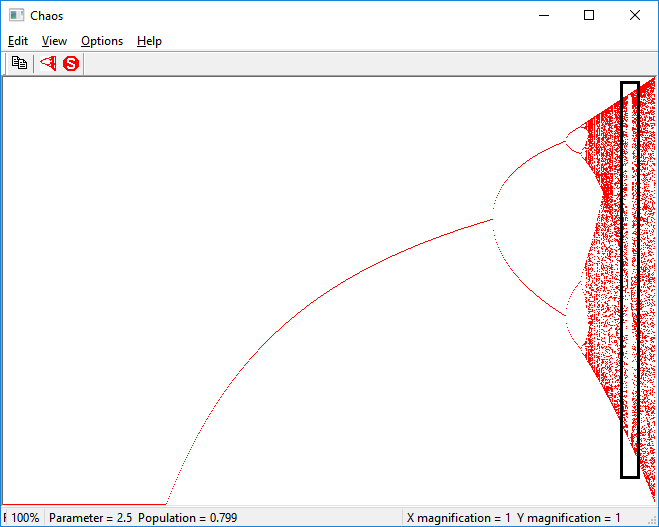 Chaos
Edit View Options Help
S
F 100% Parameter = 2.5 Population = 0.799 X magnification = 1 Y magnification = 1